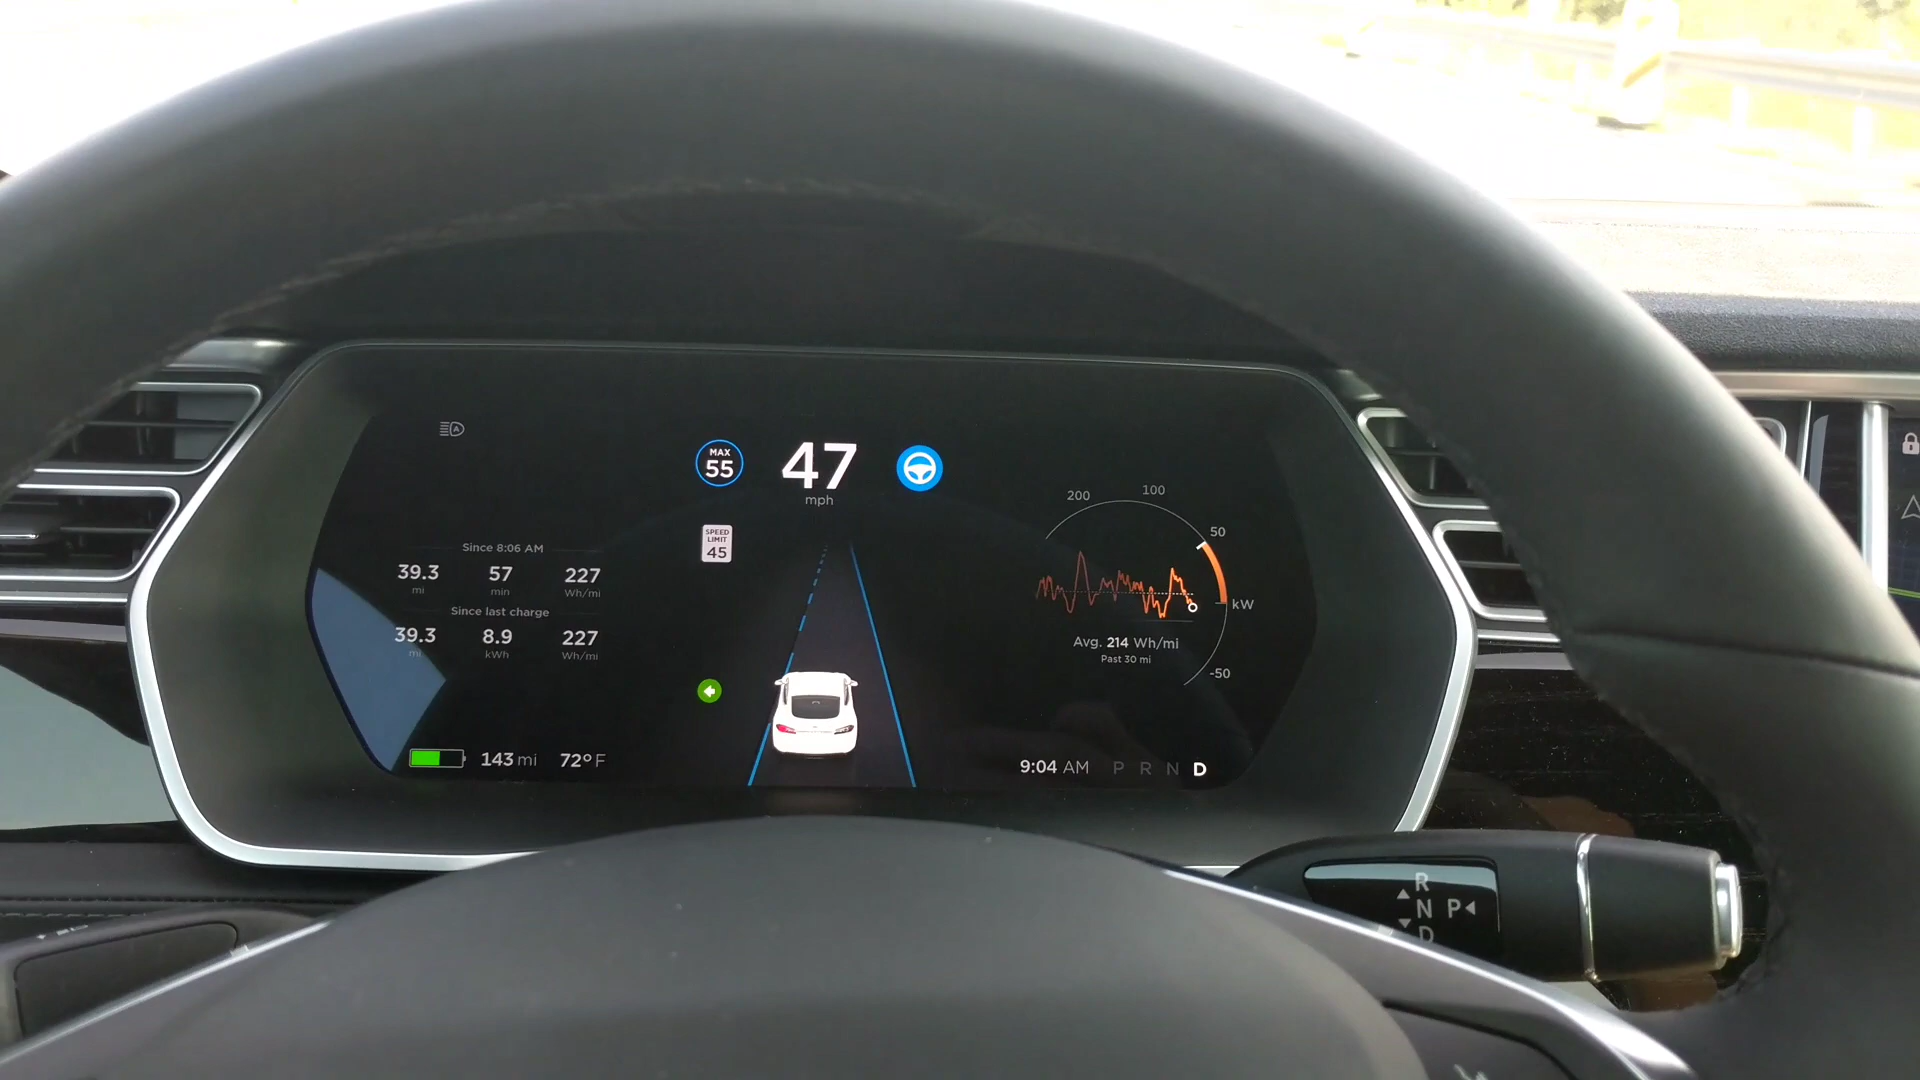 A
MAX
55
47
mph
SPEED
LIMIT
45
Since 8:06 AM
39.3 57 227
mi min Wh/mi
Since last charge
39.3 8.9 227
mi kWh Wh/mi
143 mi 72° F
200 100
50
kW
-50
Avg. 214 Wh/mi
Past 30 mi
9:04 AM P R N D
R
N P
D